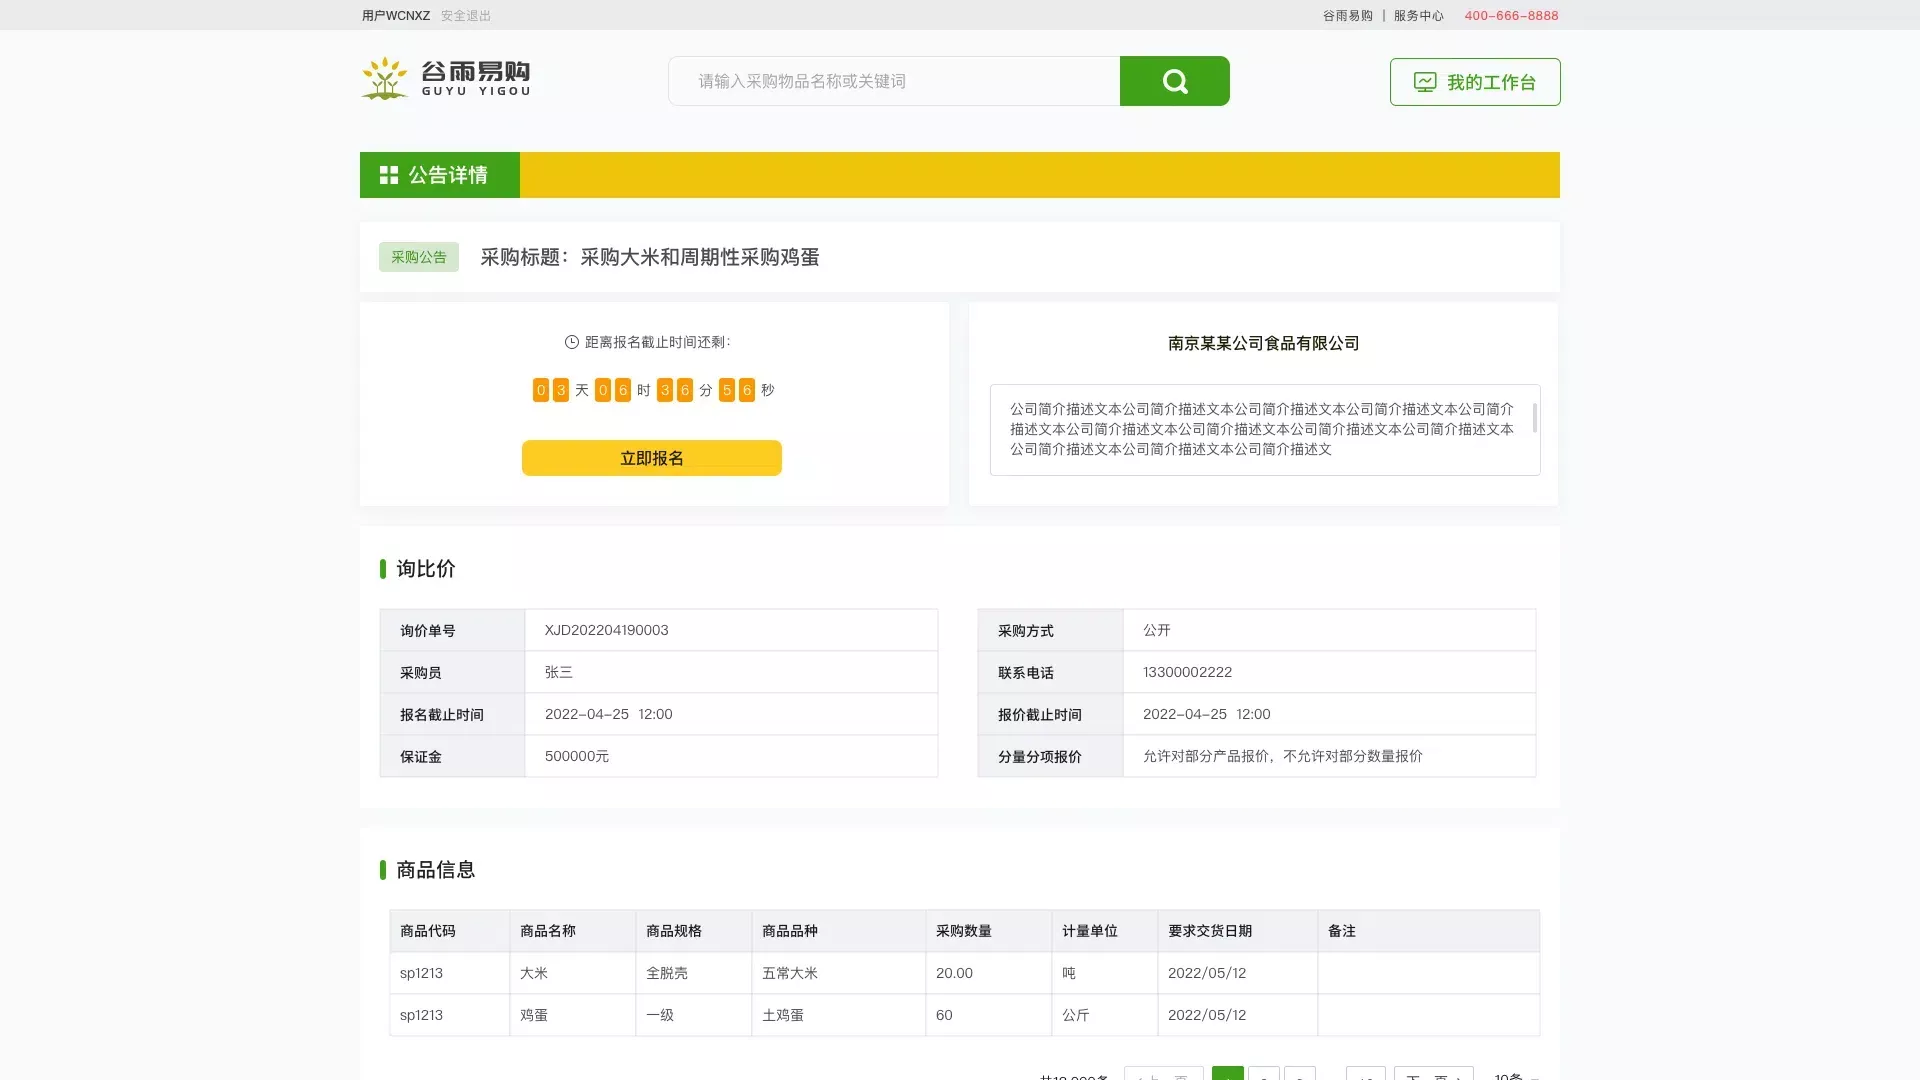 用户WCNXZ 安全退出 谷雨易购 | 服务中心 400-666-8888
谷雨易购
GUYU YIGOU
请输入采购物品名称或关键词
我的工作台
公告详情
采购公告 采购标题：采购大米和周期性采购鸡蛋
距离报名截止时间还剩：
03天06时36分56秒
立即报名
南京某某公司食品有限公司
公司简介描述文本公司简介描述文本公司简介描述文本公司简介描述文本公司简介
描述文本公司简介描述文本公司简介描述文本公司简介描述文本公司简介描述文本
公司简介描述文本公司简介描述文本公司简介描述文
询比价
询价单号 XJD202204190003 采购方式 公开
采购员 张三 联系电话 13300002222
报名截止时间 2022-04-25 12:00 报价截止时间 2022-04-25 12:00
保证金 500000元 分量分项报价 允许对部分产品报价，不允许对部分数量报价
商品信息
商品代码 商品名称 商品规格 商品品种 采购数量 计量单位 要求交货日期 备注
sp1213 大米 全脱壳 五常大米 20.00 吨 2022/05/12
sp1213 鸡蛋 一级 土鸡蛋 60 公斤 2022/05/12